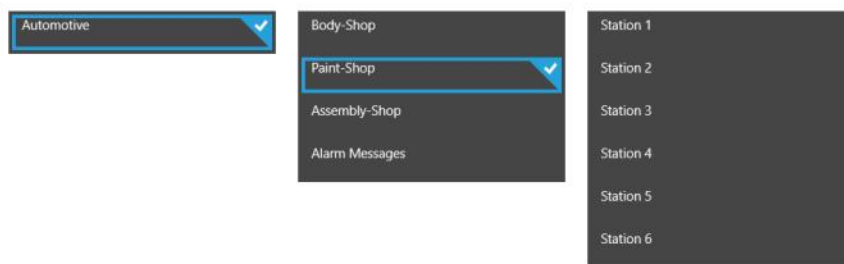 Automotive
Body-Shop
Paint-Shop
Assembly-Shop
Alarm Messages
Station 1
Station 2
Station 3
Station 4
Station 5
Station 6